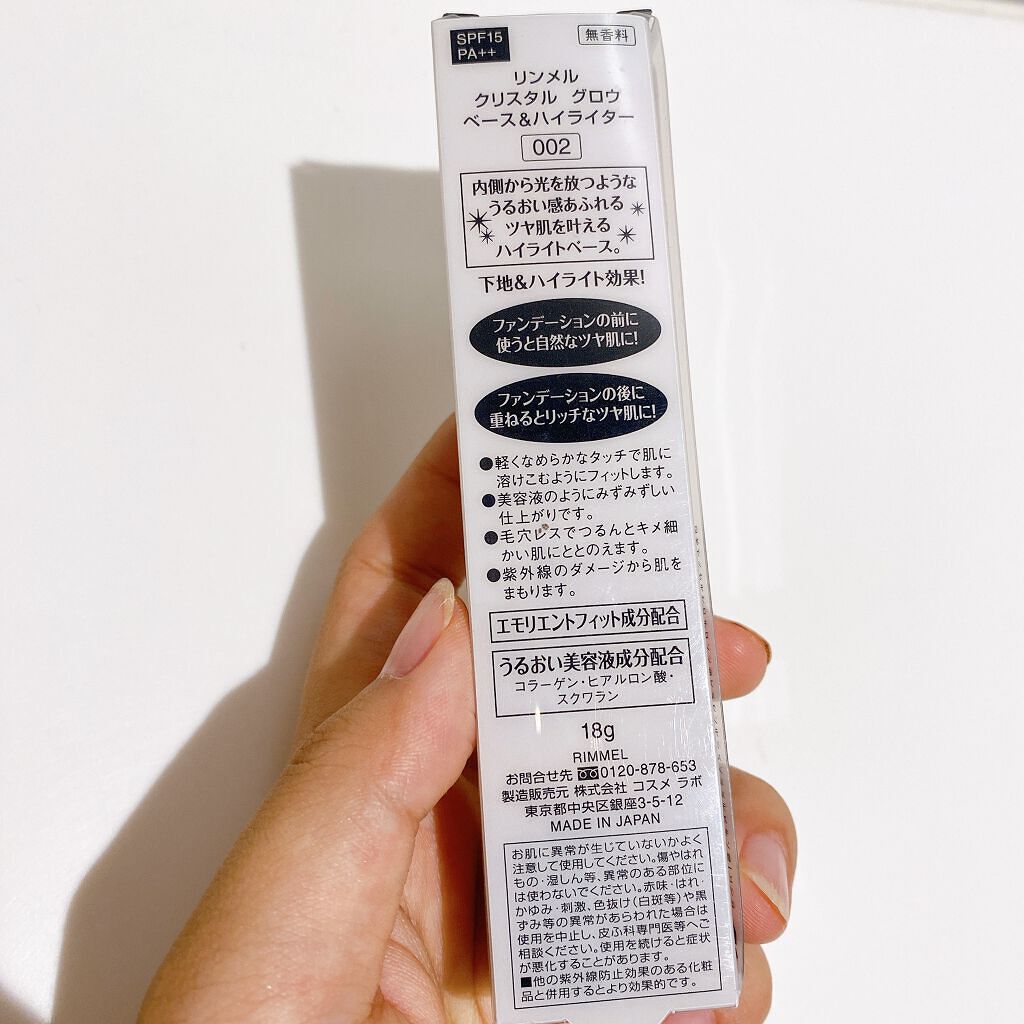 SPF15
PA++
無香料
リンメル
クリスタル グロウ
ベース&ハイライター
002
内側から光を放つような
うるおい感あふれる
ツヤ肌を叶える
ハイライトベース。
下地&ハイライト効果!
ファンデーションの前に
使うと自然なツヤ肌に!
ファンデーションの後に
重ねるとリッチなツヤ肌に!
●軽くなめらかなタッチで肌に
溶けこむようにフィットします。
●美容液のようにみずみずしい
仕上がりです。
●毛穴レスでつるんとキメ細
かい肌にととのえます。
●紫外線のダメージから肌を
まもります。
エモリエントフィット成分配合
うるおい美容液成分配合
コラーゲン・ヒアルロン酸・
スクワラン
18g
RIMMEL
お問合せ先 0120-878-653
製造販売元 株式会社 コスメ ラボ
東京都中央区銀座3-5-12
MADE IN JAPAN
お肌に異常が生じていないかよく
注意して使用してください。傷やはれ
もの・湿しん等、異常のある部位に
は使わないでください。赤味・はれ・
かゆみ・刺激、色抜け(白斑等)や黒
ずみ等の異常があらわれた場合は
使用を中止し、皮ふ科専門医等へご
相談ください。使用を続けると症状
が悪化することがあります。
■他の紫外線防止効果のある化粧
品と併用するとより効果的です。